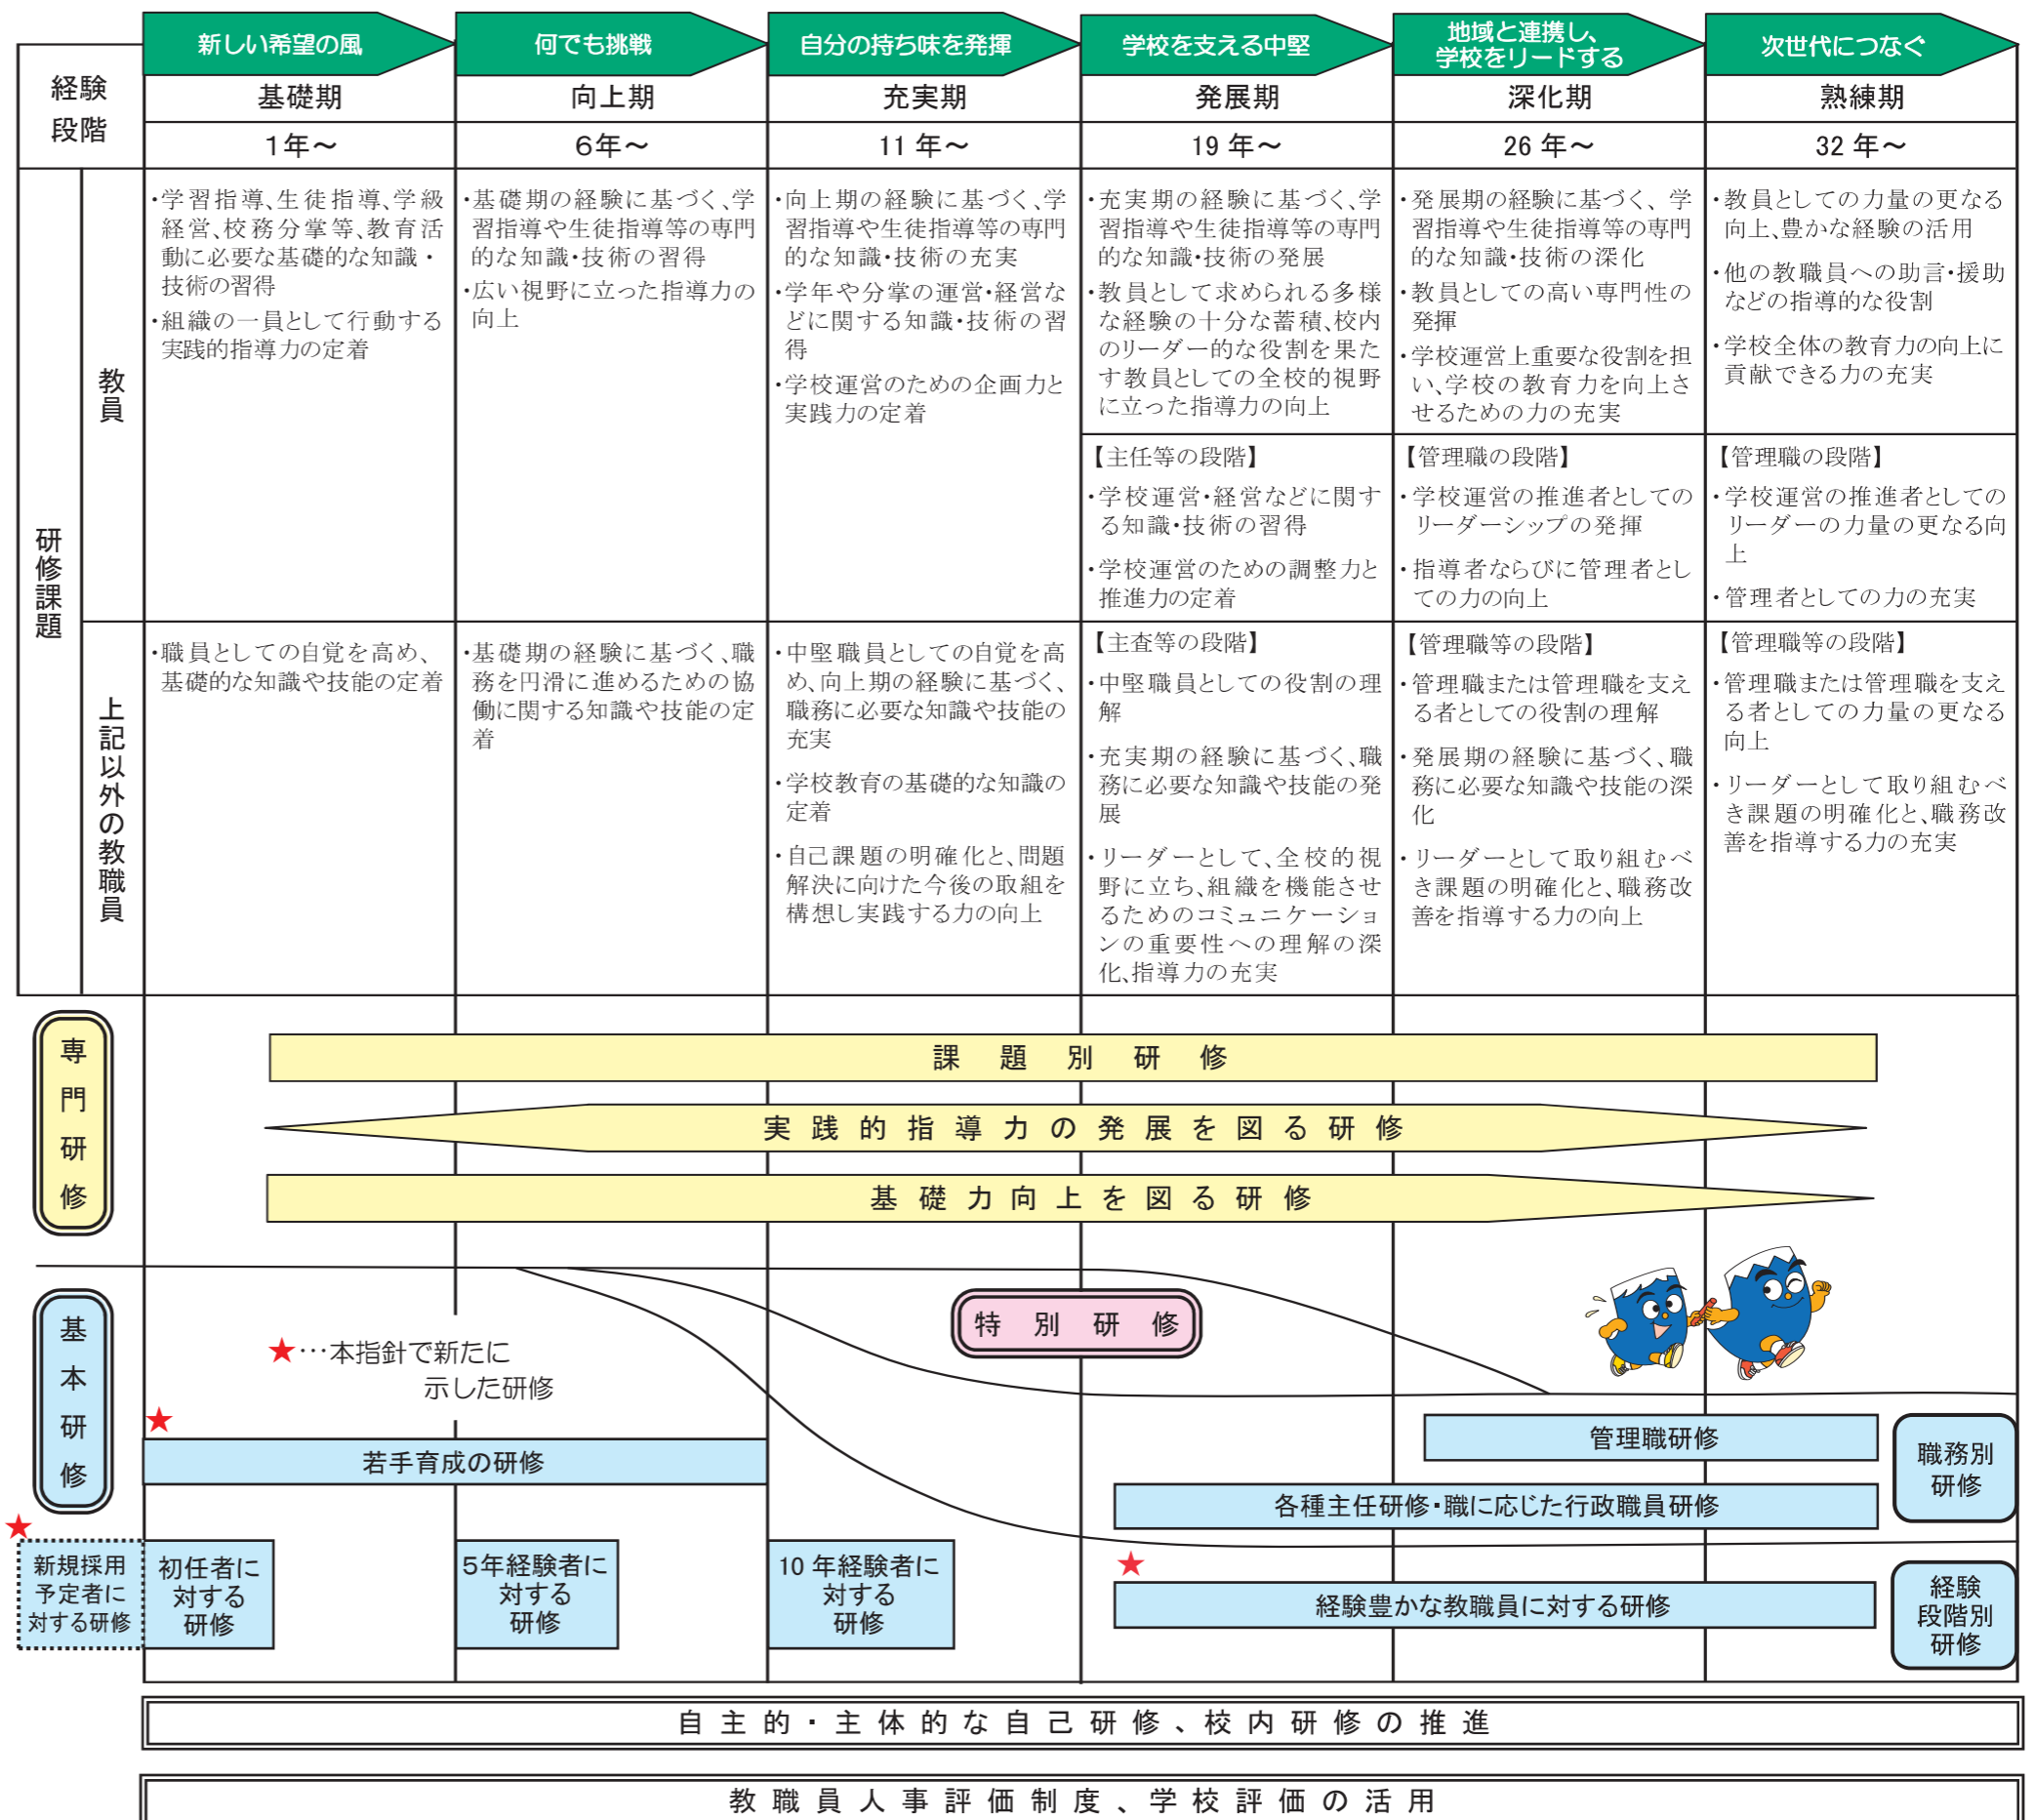 新しい希望の風
何でも挑戦
自分の持ち味を発揮
学校を支える中堅
地域と連携し、
学校をリードする
次世代につなぐ
経験
段階
基礎期
向上期
充実期
発展期
深化期
熟練期
1年～
6年～
11 年～
19 年～
26 年～
32 年～
研修課題
教員
・学習指導、生徒指導、学級
経営、校務分掌等、教育活
動に必要な基礎的な知識・
技術の習得
・組織の一員として行動する
実践的指導力の定着
・基礎期の経験に基づく、学
習指導や生徒指導等の専門
的な知識・技術の習得
・広い視野に立った指導力の
向上
・向上期の経験に基づく、学
習指導や生徒指導等の専門
的な知識・技術の充実
・学年や分掌の運営・経営な
どに関する知識・技術の習
得
・学校運営のための企画力と
実践力の定着
・充実期の経験に基づく、学
習指導や生徒指導等の専門
的な知識・技術の発展
・教員として求められる多様
な経験の十分な蓄積、校内
のリーダー的な役割を果た
す教員としての全校的視野
に立った指導力の向上
・発展期の経験に基づく、学
習指導や生徒指導等の専門
的な知識・技術の深化
・教員としての高い専門性の
発揮
・学校運営上重要な役割を担
い、学校の教育力を向上さ
せるための力の充実
・教員としての力量の更なる
向上、豊かな経験の活用
・他の教職員への助言・援助
などの指導的な役割
・学校全体の教育力の向上に
貢献できる力の充実
【主任等の段階】
・学校運営・経営などに関す
る知識・技術の習得
・学校運営のための調整力と
推進力の定着
【管理職の段階】
・学校運営の推進者としての
リーダーシップの発揮
・指導者ならびに管理者とし
ての力の向上
【管理職の段階】
・学校運営の推進者としての
リーダーの力量の更なる向
上
・管理者としての力の充実
上記以外の教職員
・職員としての自覚を高め、
基礎的な知識や技能の定着
・基礎期の経験に基づく、職
務を円滑に進めるための協
働に関する知識や技能の定
着
・中堅職員としての自覚を高
め、向上期の経験に基づく、
職務に必要な知識や技能の
充実
・学校教育の基礎的な知識の
定着
・自己課題の明確化と、問題
解決に向けた今後の取組を
構想し実践する力の向上
【主査等の段階】
・中堅職員としての役割の理
解
・充実期の経験に基づく、職
務に必要な知識や技能の発
展
・リーダーとして、全校的視
野に立ち、組織を機能させ
るためのコミュニケーショ
ンの重要性への理解の深
化、指導力の充実
【管理職等の段階】
・管理職または管理職を支え
る者としての役割の理解
・発展期の経験に基づく、職
務に必要な知識や技能の深
化
・リーダーとして取り組むべ
き課題の明確化と、職務改
善を指導する力の向上
【管理職等の段階】
・管理職または管理職を支え
る者としての力量の更なる
向上
・リーダーとして取り組むべ
き課題の明確化と、職務改
善を指導する力の充実
専門研修
課題別研修
実践的指導力の発展を図る研修
基礎力向上を図る研修
基本研修
特別研修
★…本指針で新たに
示した研修
★
若手育成の研修
管理職研修
各種主任研修・職に応じた行政職員研修
職務別
研修
★
新規採用
予定者に
対する研修
初任者に
対する
研修
5年経験者に
対する
研修
10 年経験者に
対する
研修
★
経験豊かな教職員に対する研修
経験
段階別
研修
自主的・主体的な自己研修、校内研修の推進
教職員人事評価制度、学校評価の活用